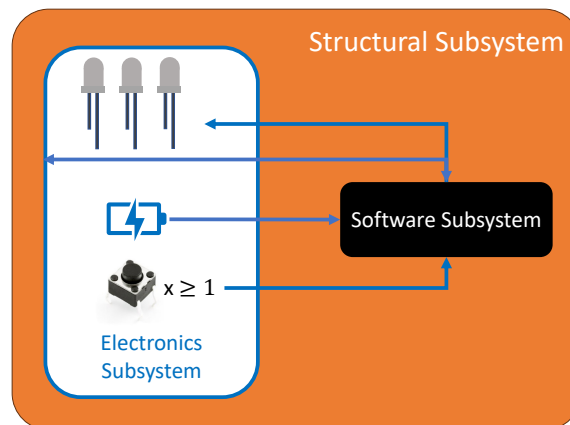 Structural Subsystem
Software Subsystem
x ≥ 1
Electronics
Subsystem